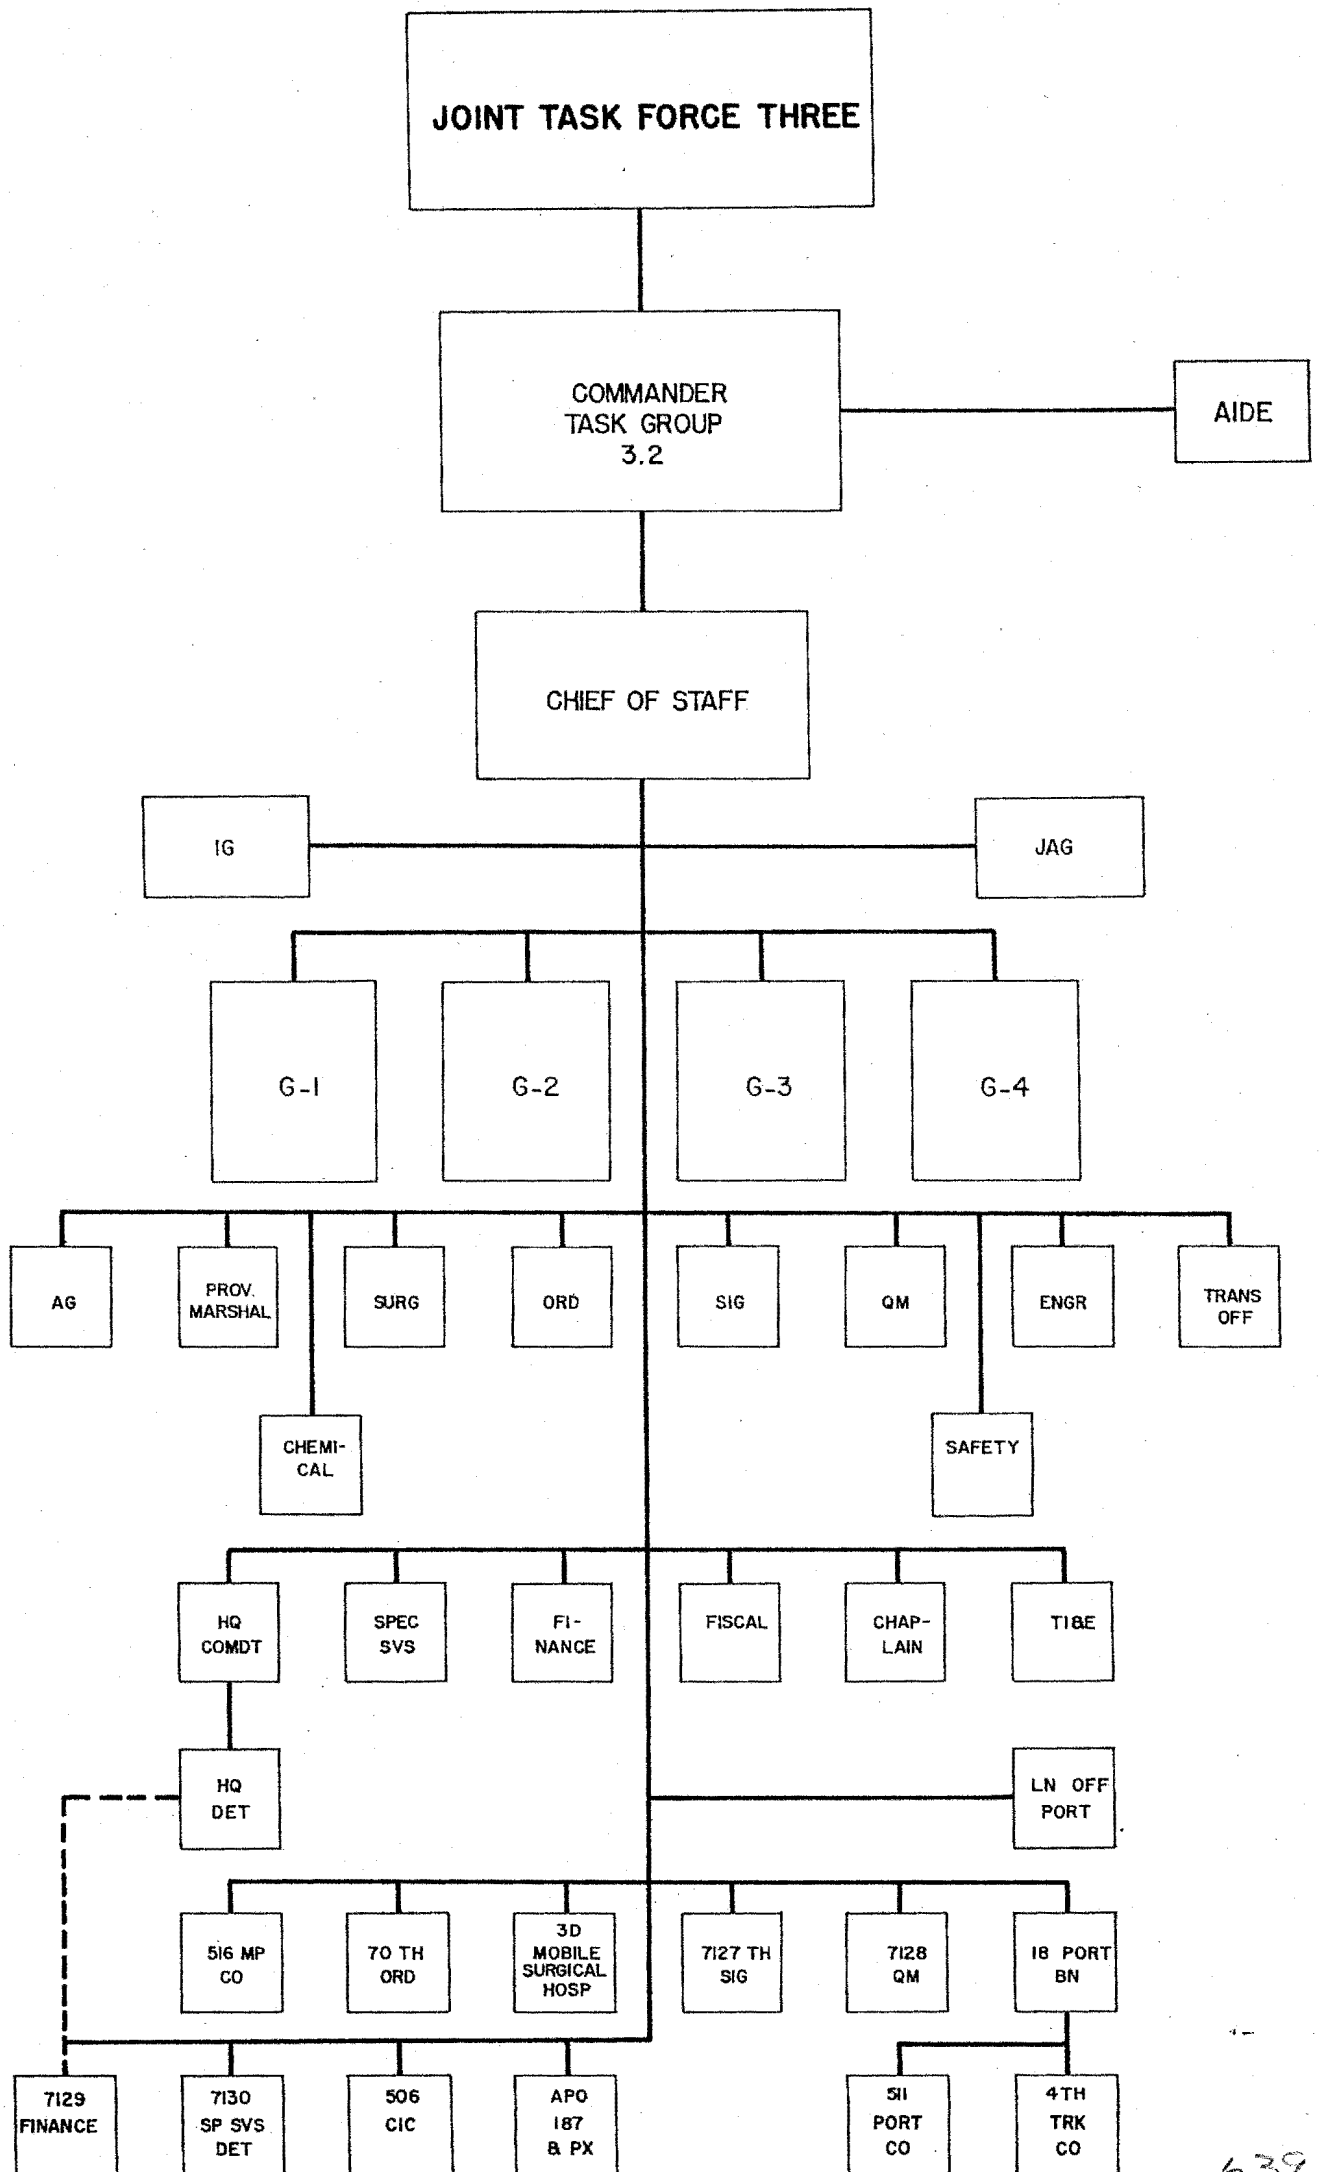 JOINT TASK FORCE THREE
COMMANDER
TASK GROUP
3.2
AIDE
CHIEF OF STAFF
IG
JAG
G-1
G-2
G-3
G-4
AG
PROV.
MARSHAL
SURG
ORD
SIG
QM
ENGR
TRANS
OFF
CHEMI-
CAL
SAFETY
HQ
COMDT
SPEC
SVS
FI-
NANCE
FISCAL
CHAP-
LAIN
TI&E
HQ
DET
LN OFF
PORT
516 MP
CO
70 TH
ORD
3D
MOBILE
SURGICAL
HOSP
7127 TH
SIG
7128
QM
18 PORT
BN
7129
FINANCE
7130
SP SVS
DET
506
CIC
APO
187
& PX
511
PORT
CO
4TH
TRK
CO
639